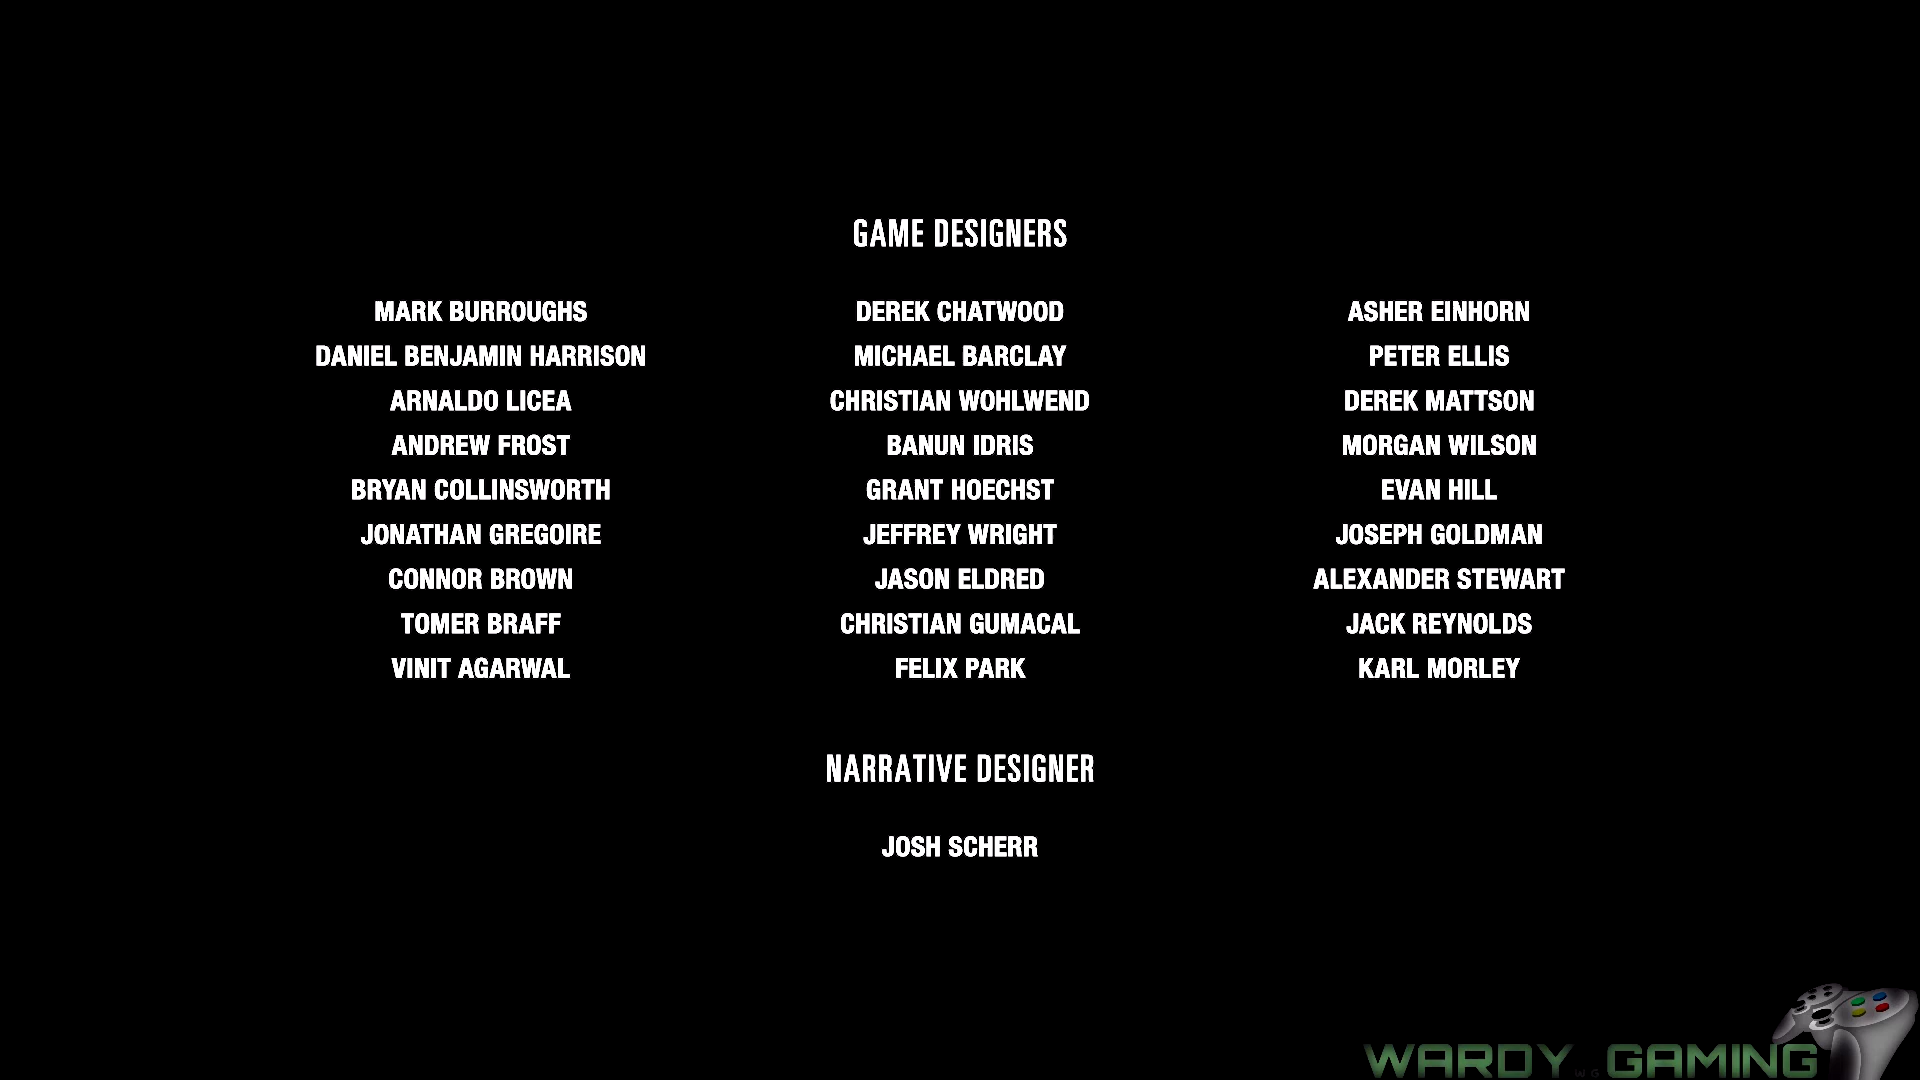 GAME DESIGNERS
MARK BURROUGHS
DANIEL BENJAMIN HARRISON
ARNALDO LICEA
ANDREW FROST
BRYAN COLLINSWORTH
JONATHAN GREGOIRE
CONNOR BROWN
TOMER BRAFF
VINIT AGARWAL
DEREK CHATWOOD
MICHAEL BARCLAY
CHRISTIAN WOHLWEND
BANUN IDRIS
GRANT HOECHST
JEFFREY WRIGHT
JASON ELDRED
CHRISTIAN GUMACAL
FELIX PARK
ASHER EINHORN
PETER ELLIS
DEREK MATTSON
MORGAN WILSON
EVAN HILL
JOSEPH GOLDMAN
ALEXANDER STEWART
JACK REYNOLDS
KARL MORLEY
NARRATIVE DESIGNER
JOSH SCHERR
WARDY GAMING